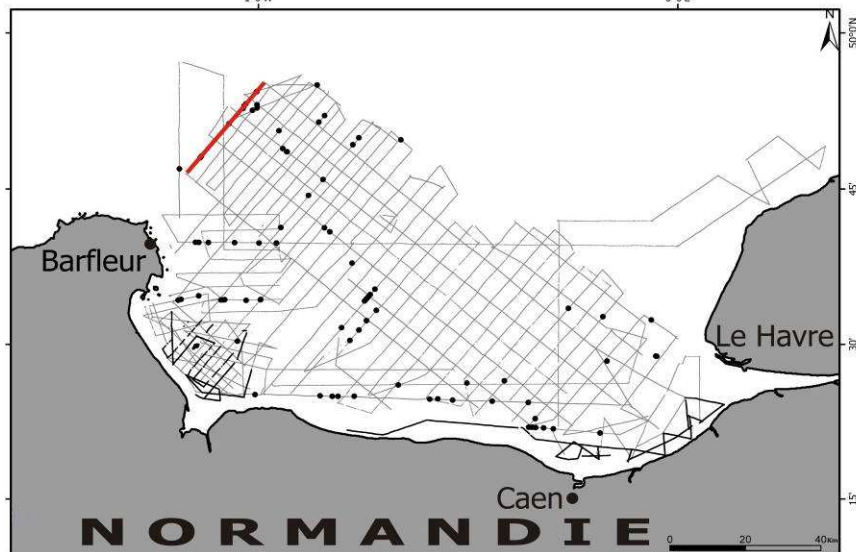 N
50°0'N
45'
Barfleur
Le Havre
30'
Caen
15'
NORMANDIE
0 20 40Km